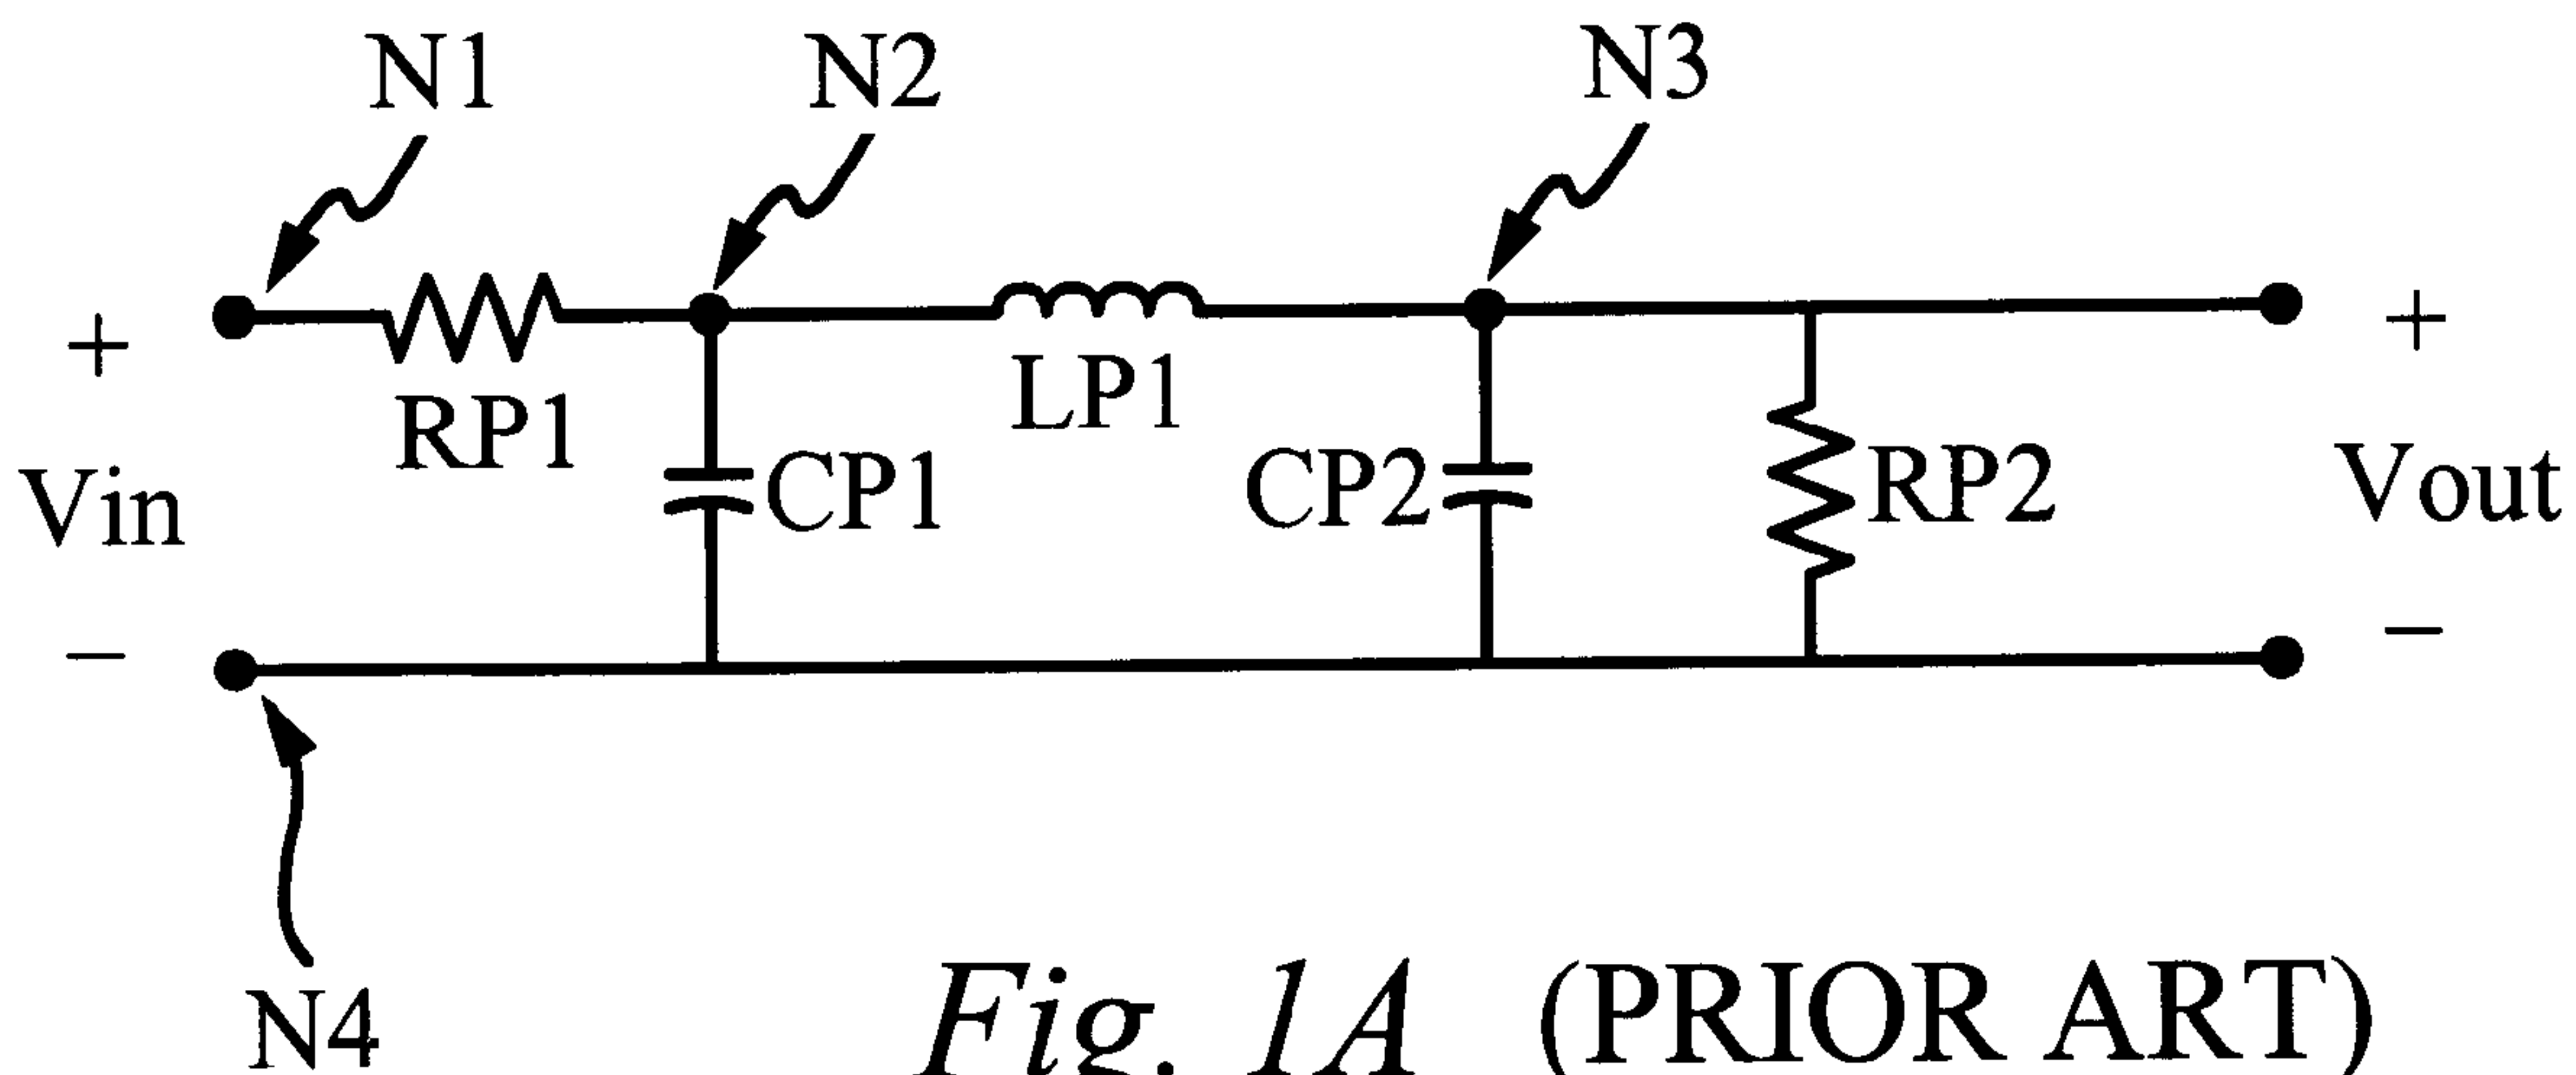 N1
N2
N3
+
+
RP1
LP1
Vin
CP1
CP2
RP2
Vout
−
−
N4
Fig. 1A (PRIOR ART)